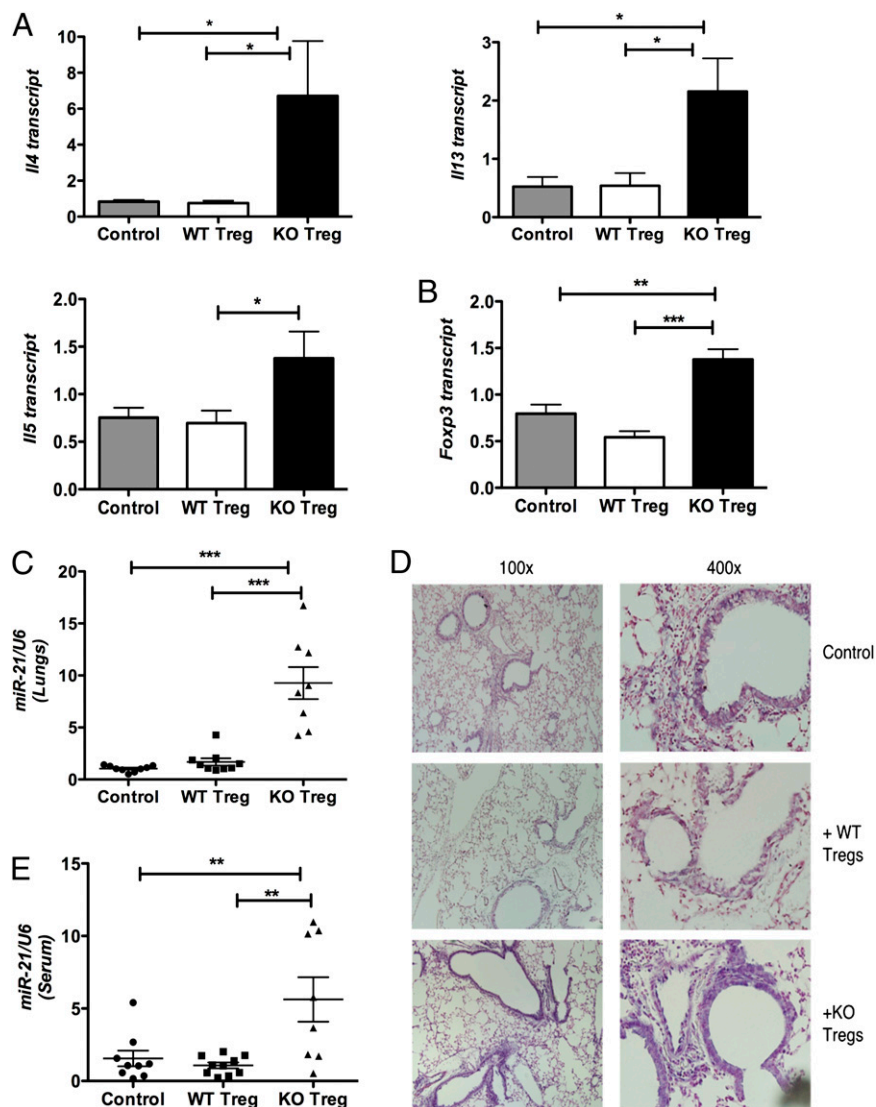 A
Il4 transcript
10
8
6
4
2
0
*
*
Control WT Treg KO Treg
Il13 transcript
3
2
1
0
*
*
Control WT Treg KO Treg
Il5 transcript
2.0
1.5
1.0
0.5
0.0
*
Control WT Treg KO Treg
B
Foxp3 transcript
2.0
1.5
1.0
0.5
0.0
**
***
Control WT Treg KO Treg
C
miR-21/U6
(Lungs)
20
15
10
5
0
***
***
Control WT Treg KO Treg
D
100x 400x
Control
+ WT
Tregs
+KO
Tregs
E
miR-21/U6
(Serum)
15
10
5
0
**
**
Control WT Treg KO Treg